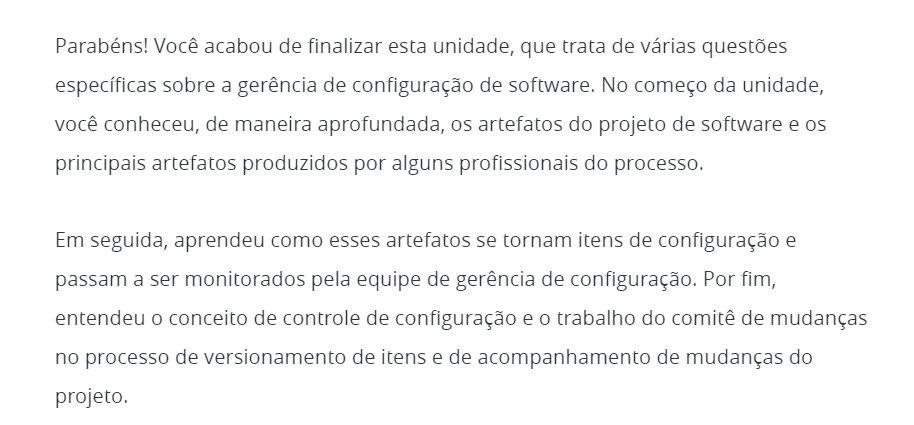 Parabéns! Você acabou de finalizar esta unidade, que trata de várias questões
específicas sobre a gerência de configuração de software. No começo da unidade,
você conheceu, de maneira aprofundada, os artefatos do projeto de software e os
principais artefatos produzidos por alguns profissionais do processo.
Em seguida, aprendeu como esses artefatos se tornam itens de configuração e
passam a ser monitorados pela equipe de gerência de configuração. Por fim,
entendeu o conceito de controle de configuração e o trabalho do comitê de mudanças
no processo de versionamento de itens e de acompanhamento de mudanças do
projeto.